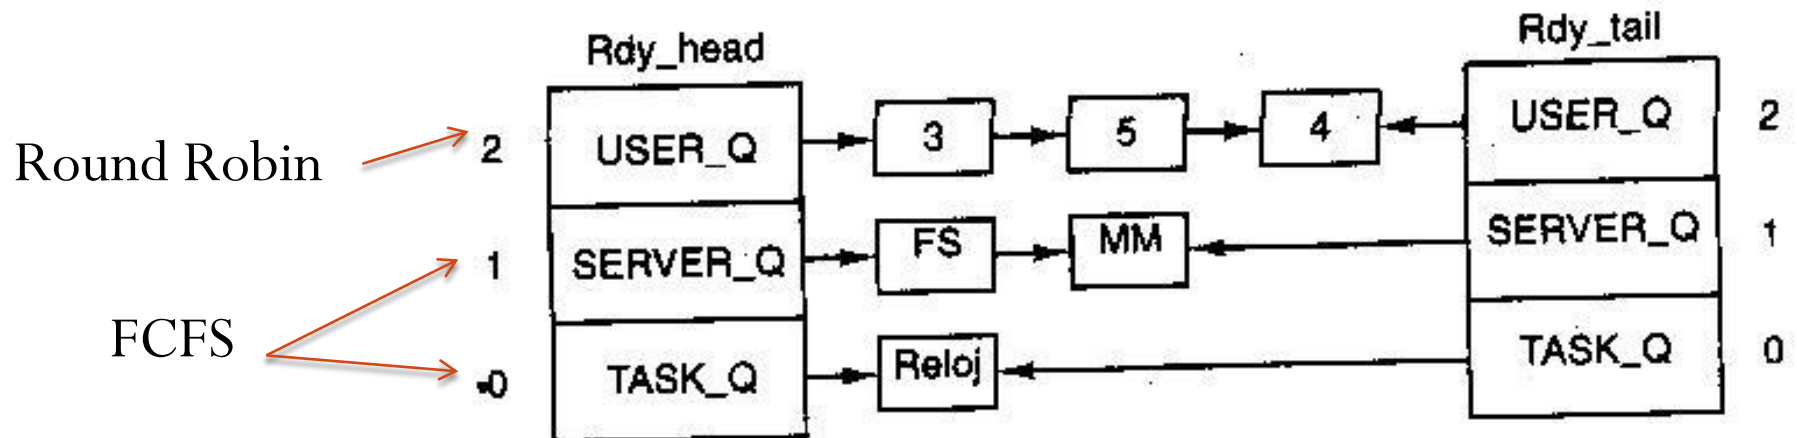 Rdy_head
Rdy_tail
Round Robin
2
USER_Q
3
5
4
USER_Q
2
1
SERVER_Q
FS
MM
SERVER_Q
1
FCFS
0
TASK_Q
Reloj
TASK_Q
0